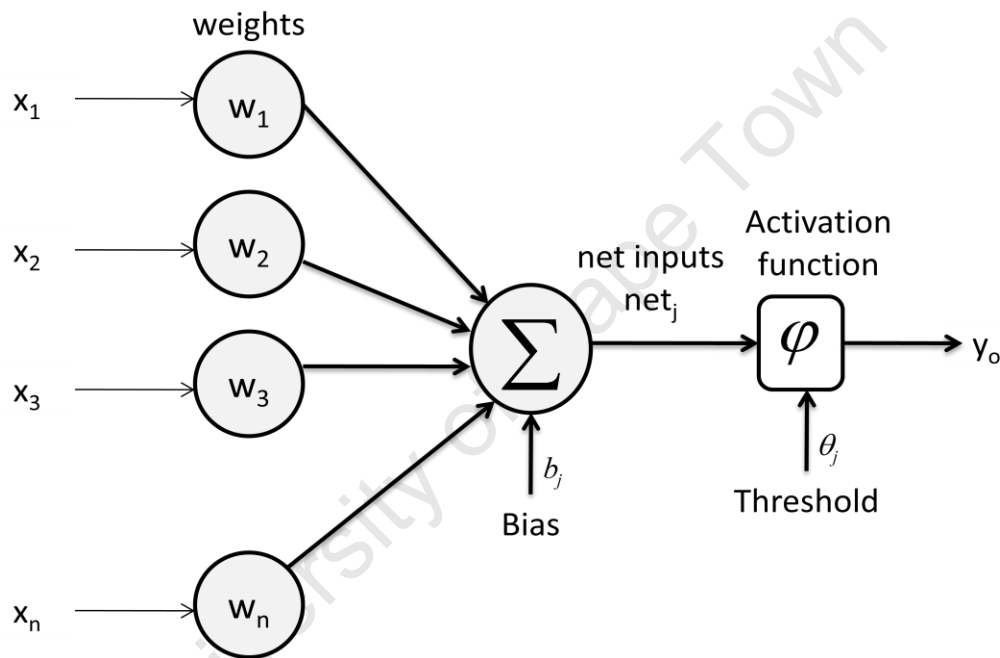 weights
x1
w1
x2
w2
x3
w3
xn
wn
∑
bj
Bias
net inputs
netj
Activation
function
φ
θj
Threshold
yo
University of Cape Town